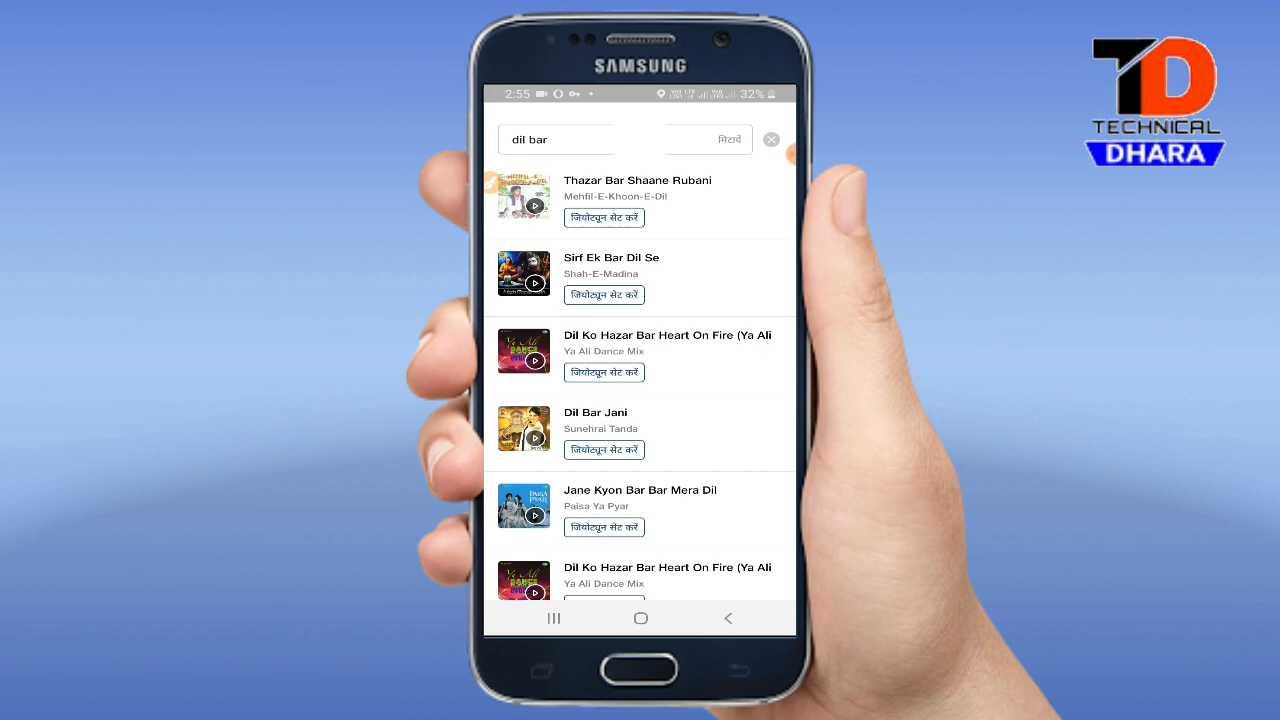 SAMSUNG
2:55
32%
dil bar
मिटायें
Thazar Bar Shaane Rubani
Mehfil-E-Khoon-E-Dil
जियोट्यून सेट करें
Sirf Ek Bar Dil Se
Shah-E-Madina
जियोट्यून सेट करें
Dil Ko Hazar Bar Heart On Fire (Ya Ali
Ya Ali Dance Mix
जियोट्यून सेट करें
Dil Bar Jani
Sunehrai Tanda
जियोट्यून सेट करें
Jane Kyon Bar Bar Mera Dil
Paisa Ya Pyar
जियोट्यून सेट करें
Dil Ko Hazar Bar Heart On Fire (Ya Ali
Ya Ali Dance Mix
TD
TECHNICAL
DHARA